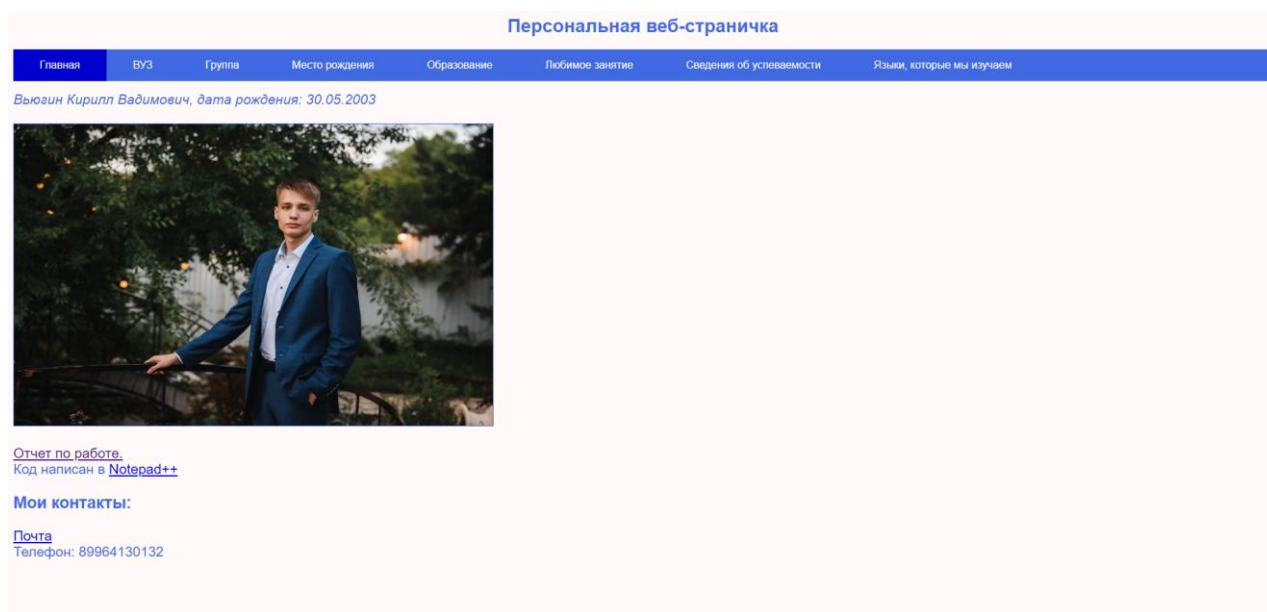 Персональная веб-страничка
Главная ВУЗ Группа Место рождения Образование Любимое занятие Сведения об успеваемости Языки, которые мы изучаем
Вьюгин Кирилл Вадимович, дата рождения: 30.05.2003
Отчет по работе.
Код написан в Notepad++
Мои контакты:
Почта
Телефон: 89964130132